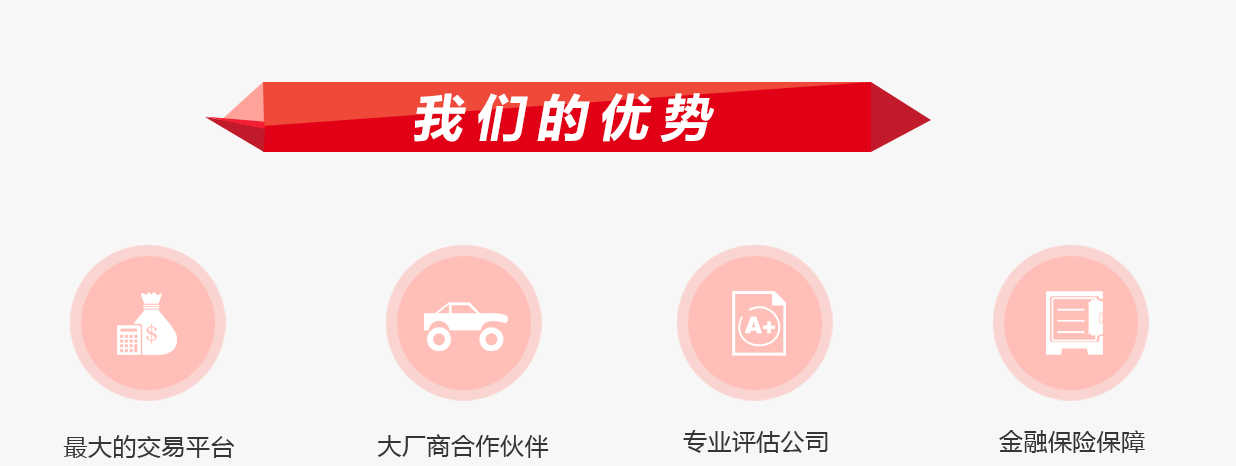 我们的优势
$
A+
最大的交易平台
大厂商合作伙伴
专业评估公司
金融保险保障